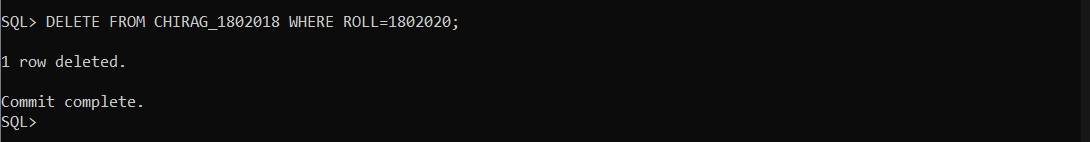 SQL> DELETE FROM CHIRAG_1802018 WHERE ROLL=1802020;
1 row deleted.
Commit complete.
SQL>